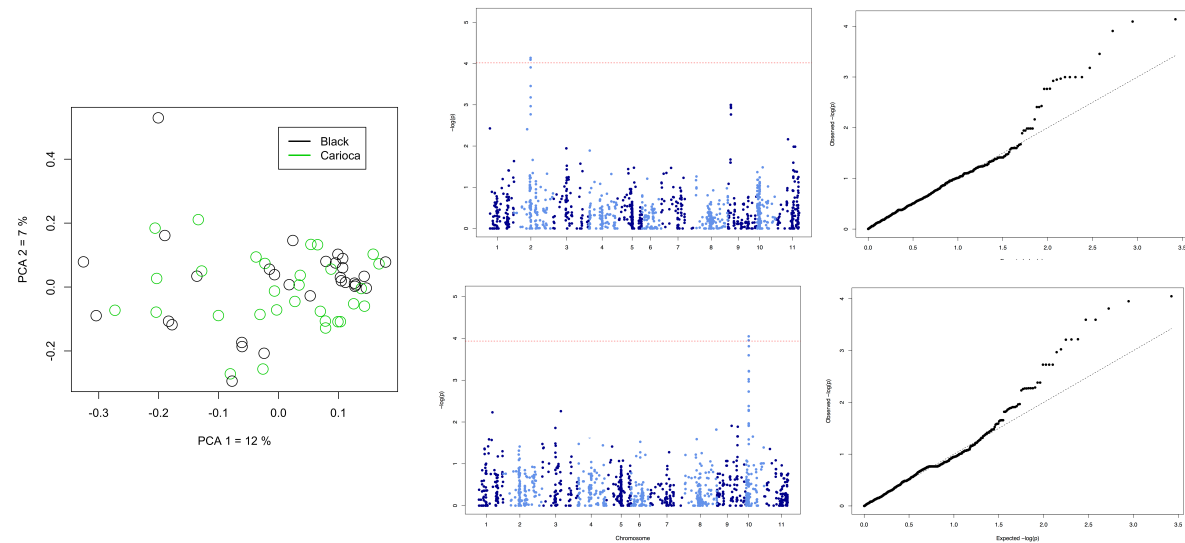 Black
Carioca
PCA 2 = 7 %
-0.2 0.0 0.2 0.4
-0.3 -0.2 -0.1 0.0 0.1
PCA 1 = 12 %
−log(p)
0 1 2 3 4 5
1 2 3 4 5 6 7 8 9 10 11
Observed −log(p)
0 1 2 3 4
0.0 0.5 1.0 1.5 2.0 2.5 3.0 3.5
−log(p)
0 1 2 3 4 5
1 2 3 4 5 6 7 8 9 10 11
Chromosome
Observed −log(p)
0 1 2 3 4
0.0 0.5 1.0 1.5 2.0 2.5 3.0 3.5
Expected −log(p)